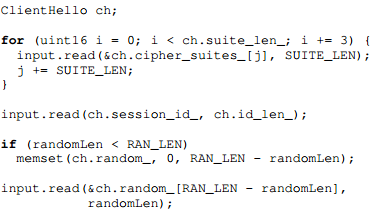 ClientHello ch;
for (uint16 i = 0; i < ch.suite_len_; i += 3) {
input.read(&ch.cipher_suites_[j], SUITE_LEN);
j += SUITE_LEN;
}
input.read(ch.session_id_, ch.id_len_);
if (randomLen < RAN_LEN)
memset(ch.random_, 0, RAN_LEN - randomLen);
input.read(&ch.random_[RAN_LEN - randomLen],
randomLen);